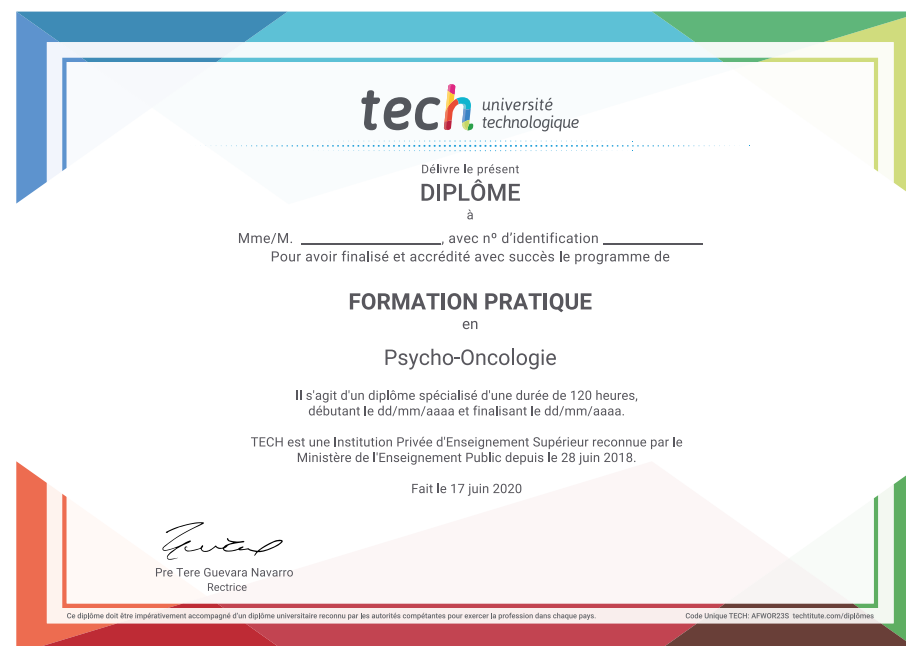 tech université
technologique
Délivre le présent
DIPLÔME
à
Mme/M. ____________________, avec nº d'identification ______________
Pour avoir finalisé et accrédité avec succès le programme de
FORMATION PRATIQUE
en
Psycho-Oncologie
Il s'agit d'un diplôme spécialisé d'une durée de 120 heures,
débutant le dd/mm/aaaa et finalisant le dd/mm/aaaa.
TECH est une Institution Privée d'Enseignement Supérieur reconnue par le
Ministère de l'Enseignement Public depuis le 28 juin 2018.
Fait le 17 juin 2020
Pre Tere Guevara Navarro
Rectrice
Ce diplôme doit être impérativement accompagné d'un diplôme universitaire reconnu par les autorités compétantes pour exercer la profession dans chaque pays.
Code Unique TECH: AFWOR23S techtitute.com/diplômes